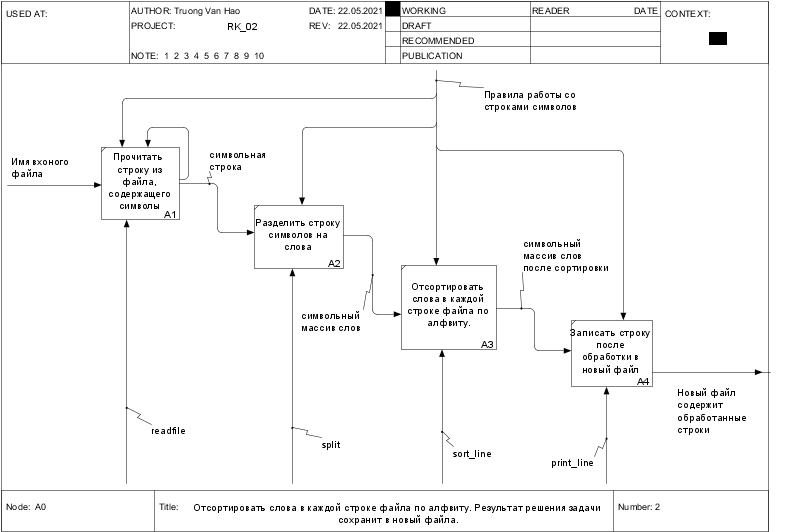 USED AT:
AUTHOR: Truong Van Hao
DATE: 22.05.2021
WORKING
READER
DATE
CONTEXT:
PROJECT: RK_02
REV: 22.05.2021
DRAFT
RECOMMENDED
NOTE: 1 2 3 4 5 6 7 8 9 10
PUBLICATION
Правила работы со
строками символов
Имя вхоного
файла
Прочитать
строку из
файла,
содержащего
символы
A1
символьная
строка
Разделить строку
символов на
слова
A2
символьный
массив слов
Отсортировать
слова в каждой
строке файла по
алфвиту.
A3
символьный
массив слов
после сортировки
Записать строку
после
обработки в
новый файл
A4
Новый файл
содержит
обработанные
строки
readfile
split
sort_line
print_line
Node: A0
Title:
Отсортировать слова в каждой строке файла по алфвиту. Результат решения задачи
сохранит в новый файла.
Number: 2